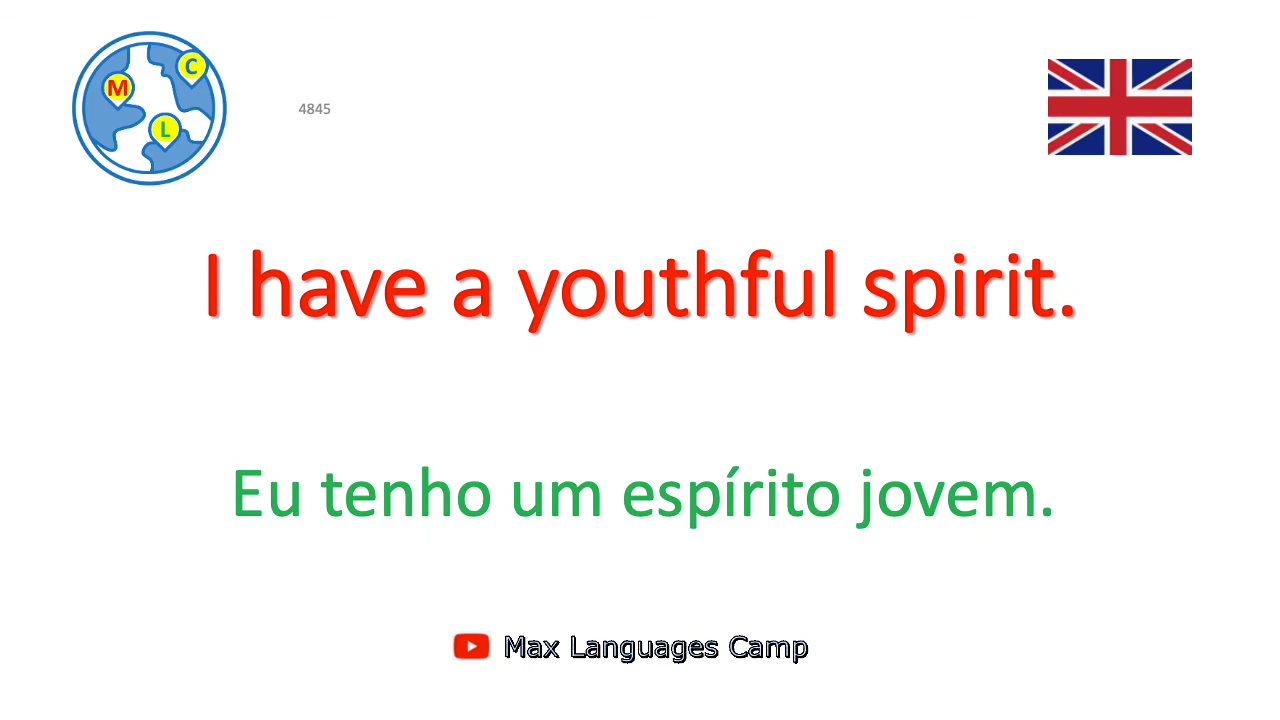 M
C
L
4845
I have a youthful spirit.
Eu tenho um espírito jovem.
Max Languages Camp